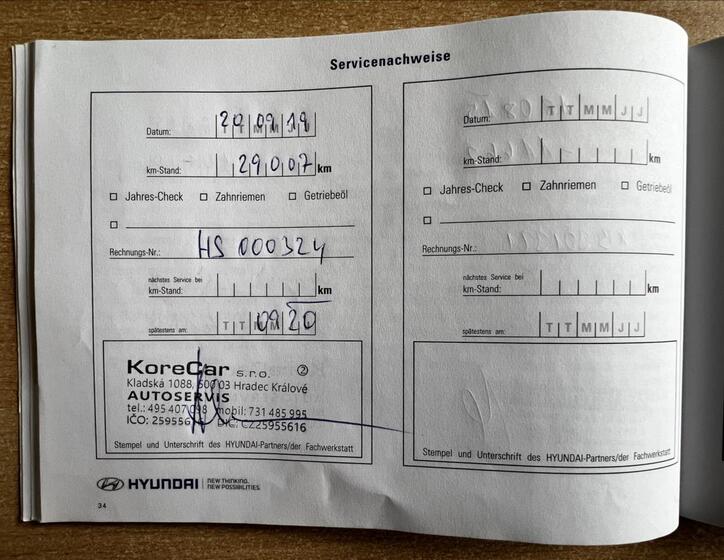 Servicenachweise
Datum: 20 09 19
km-Stand: 29007 km
Jahres-Check Zahnriemen Getriebeöl
Rechnungs-Nr.: HS 000324
nächstes Service bei
km-Stand: km
spätestens am: T T 09 20
KoreCar s.r.o. 2
Kladská 1088, 500 03 Hradec Králové
AUTOSERVIS
tel.: 495 407 098 mobil: 731 485 995
IČO: 25955616 DIČ: CZ25955616
Stempel und Unterschrift des HYUNDAI-Partners/der Fachwerkstatt
Datum: T T M M J J
km-Stand: km
Jahres-Check Zahnriemen Getriebeöl
Rechnungs-Nr.:
nächstes Service bei
km-Stand: km
spätestens am: T T M M J J
Stempel und Unterschrift des HYUNDAI-Partners/der Fachwerkstatt
HYUNDAI NEW THINKING.
NEW POSSIBILITIES.
34